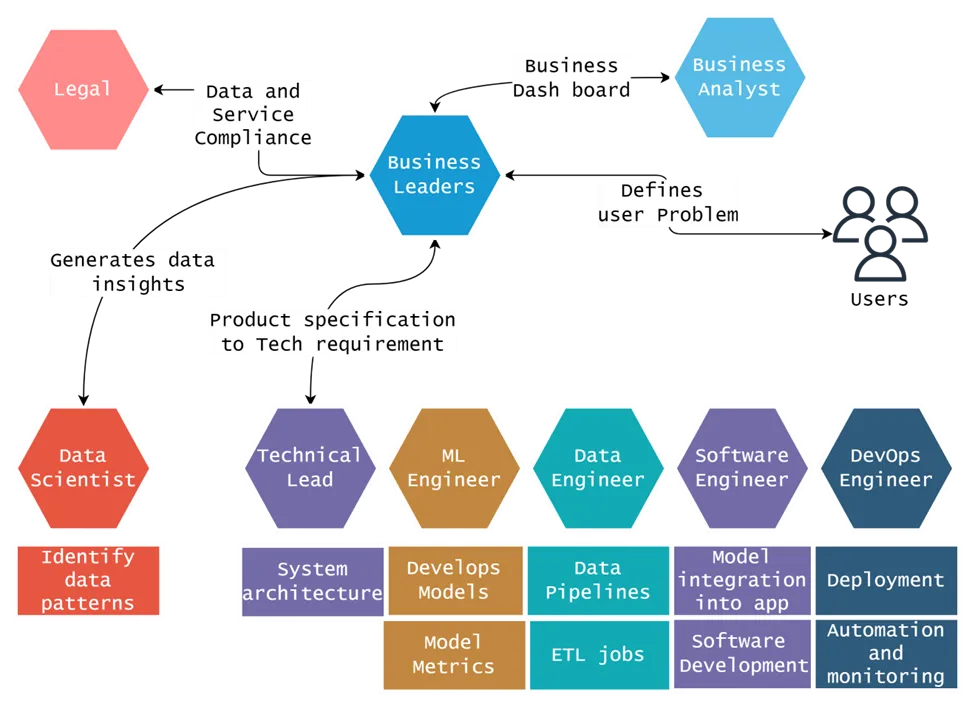 Legal
Data and
Service
Compliance
Business
Dash board
Business
Analyst
Business
Leaders
Defines
user Problem
Users
Generates data
insights
Product specification
to Tech requirement
Data
Scientist
Technical
Lead
ML
Engineer
Data
Engineer
Software
Engineer
DevOps
Engineer
Identify
data
patterns
System
architecture
Develops
Models
Data
Pipelines
Model
integration
into app
Deployment
Model
Metrics
ETL jobs
Software
Development
Automation
and
monitoring